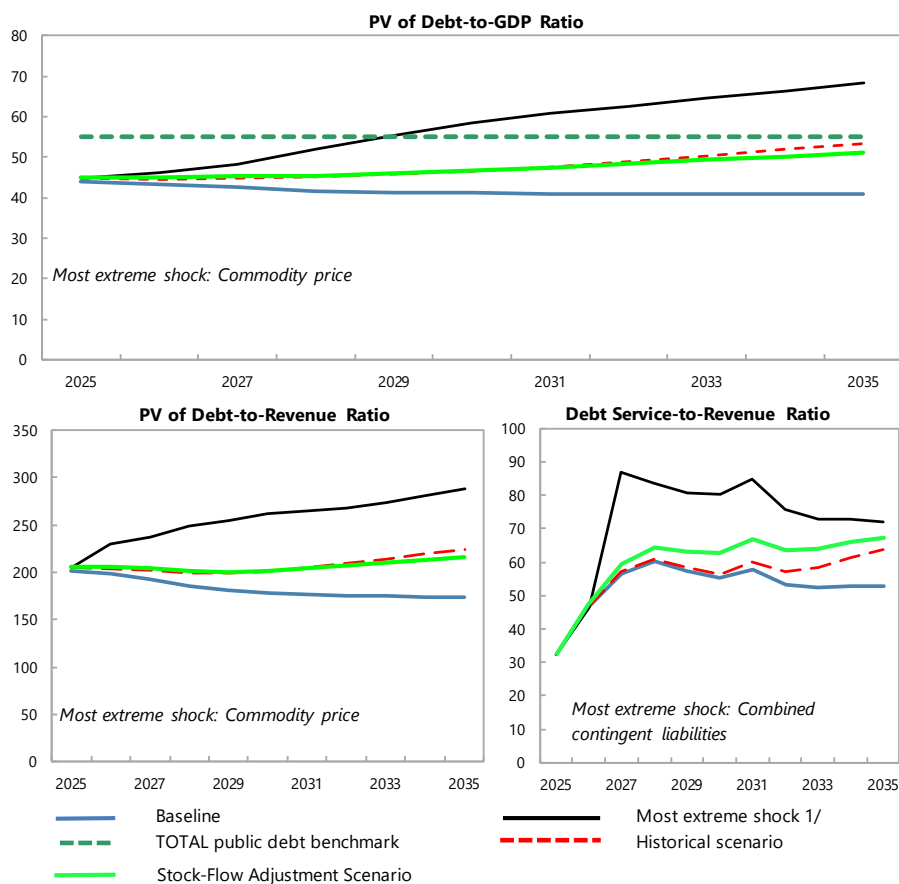 PV of Debt-to-GDP Ratio
80
70
60
50
40
30
20
10
0
Most extreme shock: Commodity price
2025 2027 2029 2031 2033 2035
PV of Debt-to-Revenue Ratio
350
300
250
200
150
100
50
0
Most extreme shock: Commodity price
2025 2027 2029 2031 2033 2035
Debt Service-to-Revenue Ratio
100
90
80
70
60
50
40
30
20
10
0
Most extreme shock: Combined
contingent liabilities
2025 2027 2029 2031 2033 2035
Baseline
Most extreme shock 1/
TOTAL public debt benchmark
Historical scenario
Stock-Flow Adjustment Scenario